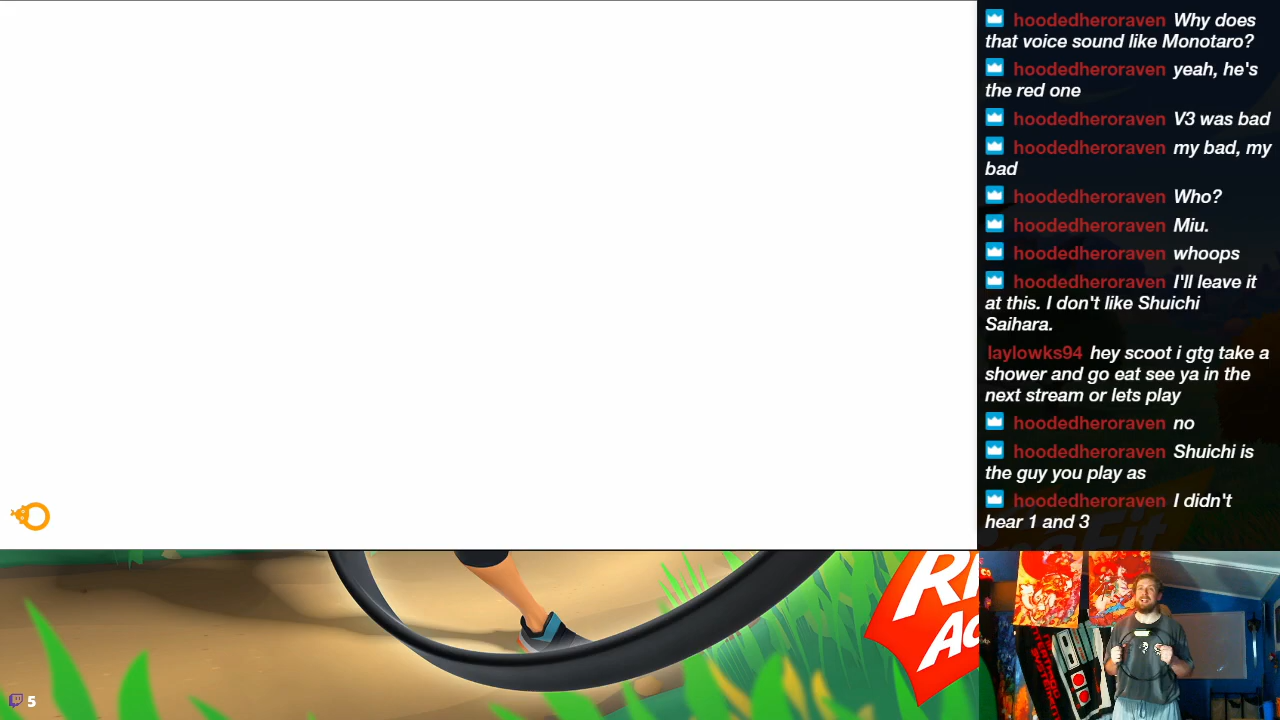 hoodedheroraven Why does
that voice sound like Monotaro?
hoodedheroraven yeah, he's
the red one
hoodedheroraven V3 was bad
hoodedheroraven my bad, my
bad
hoodedheroraven Who?
hoodedheroraven Miu.
hoodedheroraven whoops
hoodedheroraven I'll leave it
at this. I don't like Shuichi
Saihara.
laylowks94 hey scoot i gtg take a
shower and go eat see ya in the
next stream or lets play
hoodedheroraven no
hoodedheroraven Shuichi is
the guy you play as
hoodedheroraven I didn't
hear 1 and 3
5